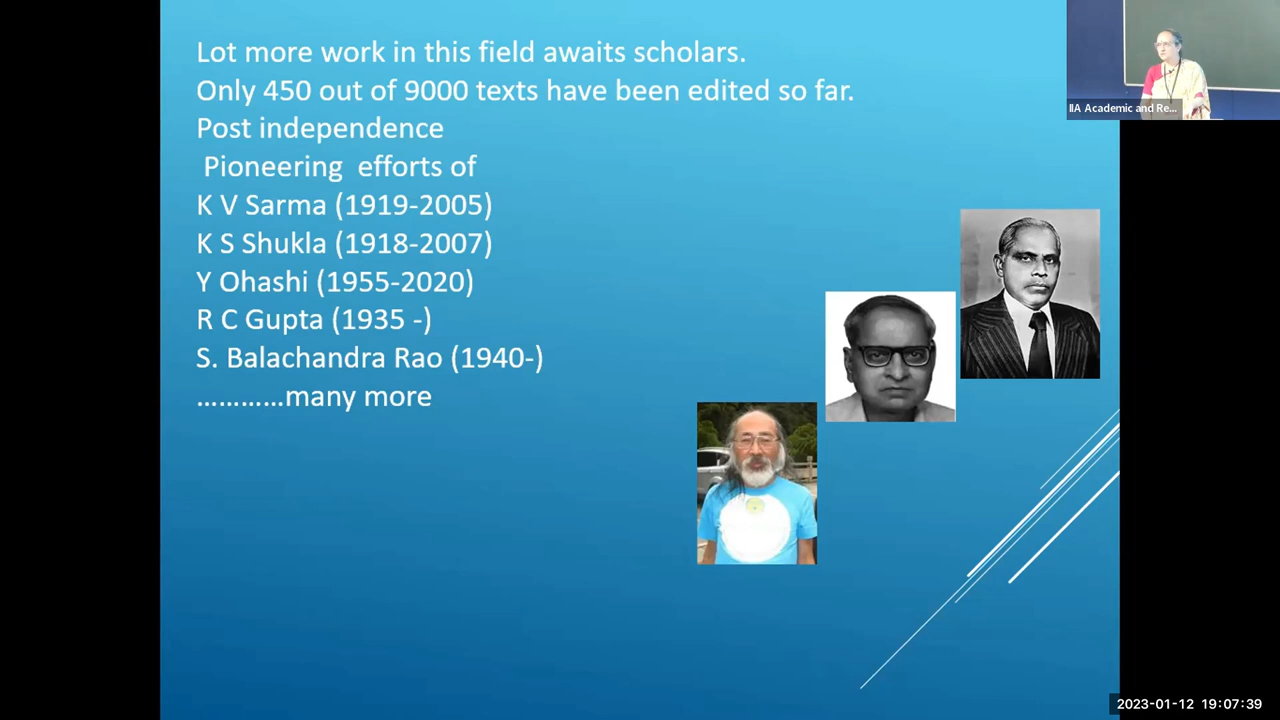 Lot more work in this field awaits scholars.
Only 450 out of 9000 texts have been edited so far.
Post independence
Pioneering efforts of
K V Sarma (1919-2005)
K S Shukla (1918-2007)
Y Ohashi (1955-2020)
R C Gupta (1935 -)
S. Balachandra Rao (1940-)
…………many more
IIA Academic and Re...
2023-01-12 19:07:39